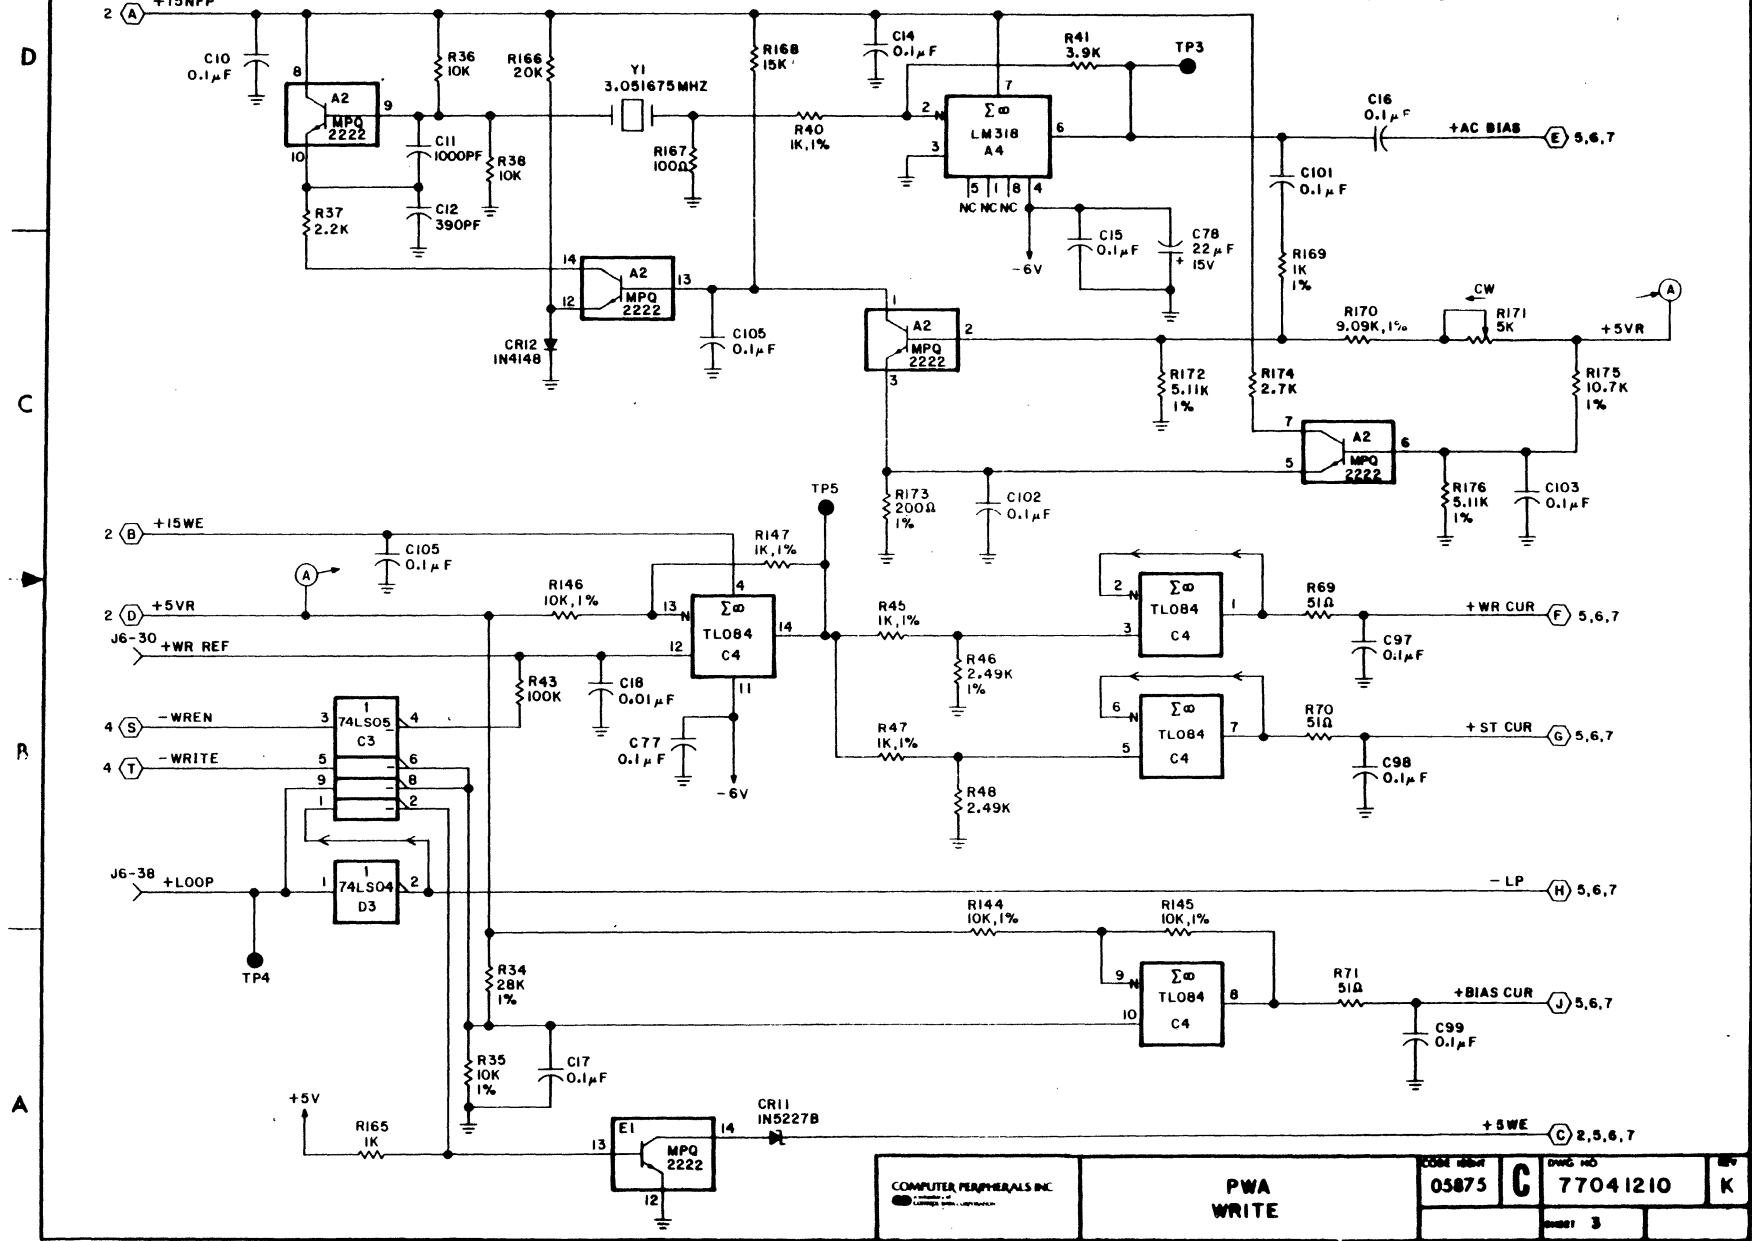 2 A +15NPP
D
C10
0.1µF
8
A2
MPQ
2222
9
10
R36
10K
C11
1000PF
R38
10K
C12
390PF
R37
2.2K
R166
20K
Y1
3.051675MHZ
R167
100Ω
R168
15K
R40
1K,1%
C14
0.1µF
R41
3.9K
TP3
7
2 N
Σ∞
LM318
A4
6
3
5 1 8 4
NC NC NC
-6V
C15
0.1µF
C78
22µF
+ 15V
C16
0.1µF
+AC BIAS
E 5,6,7
C101
0.1µF
R169
1K
1%
14
A2
MPQ
2222
13
12
CR12
1N4148
C105
0.1µF
1
A2
MPQ
2222
2
3
R170
9.09K,1%
CW
R171
5K
+5VR
A
C
R172
5.11K
1%
R174
2.7K
R175
10.7K
1%
7
A2
MPQ
2222
6
5
R176
5.11K
1%
C103
0.1µF
R173
200Ω
1%
C102
0.1µF
TP5
2 B +15WE
C105
0.1µF
A
R147
1K,1%
2 D +5VR
R146
10K,1%
4
13 N
Σ∞
TL084
C4
14
12
11
J6-30
+WR REF
R43
100K
C18
0.01µF
C77
0.1µF
-6V
R45
1K,1%
R46
2.49K
1%
2 N
Σ∞
TL084
C4
1
3
R69
51Ω
+WR CUR
F 5,6,7
C97
0.1µF
R47
1K,1%
R48
2.49K
6 N
Σ∞
TL084
C4
7
5
R70
51Ω
+ST CUR
G 5,6,7
C98
0.1µF
B
4 S -WREN
3
1
74LS05
C3
4
4 T -WRITE
5 6
9 8
1 2
J6-38
+LOOP
1
1
74LS04
D3
2
-LP
H 5,6,7
TP4
R144
10K,1%
R145
10K,1%
R34
28K
1%
9 N
Σ∞
TL084
C4
8
10
R71
51Ω
+BIAS CUR
J 5,6,7
C99
0.1µF
R35
10K
1%
C17
0.1µF
A
+5V
R165
1K
E1
MPQ
2222
13
14
12
CR11
1N5227B
+5WE
C 2,5,6,7
COMPUTER PERIPHERALS INC
PWA
WRITE
CODE IDENT
05875
C
DWG NO
77041210
REV
K
SHEET 3